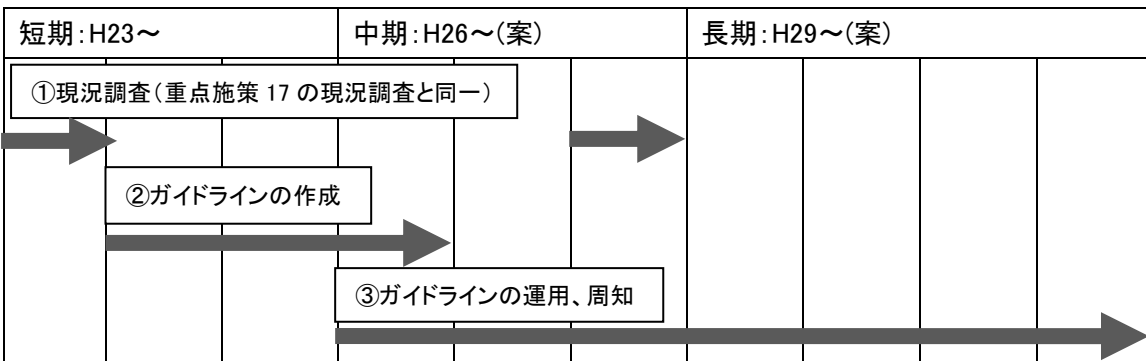 短期：H23～
中期：H26～（案）
長期：H29～（案）
①現況調査（重点施策 17 の現況調査と同一）
②ガイドラインの作成
③ガイドラインの運用、周知